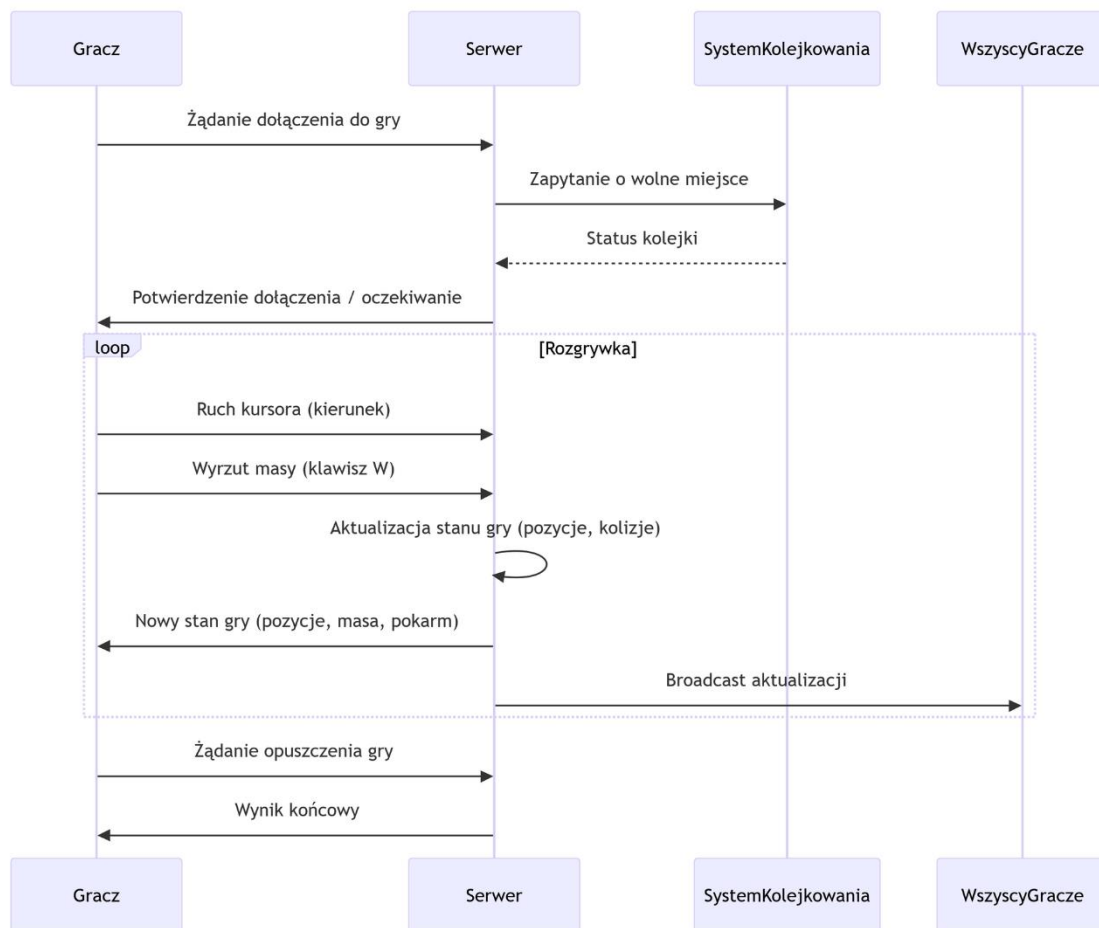 Gracz
Serwer
SystemKolejkowania
WszyscyGracze
Żądanie dołączenia do gry
Zapytanie o wolne miejsce
Status kolejki
Potwierdzenie dołączenia / oczekiwanie
loop
[Rozgrywka]
Ruch kursora (kierunek)
Wyrzut masy (klawisz W)
Aktualizacja stanu gry (pozycje, kolizje)
Nowy stan gry (pozycje, masa, pokarm)
Broadcast aktualizacji
Żądanie opuszczenia gry
Wynik końcowy
Gracz
Serwer
SystemKolejkowania
WszyscyGracze